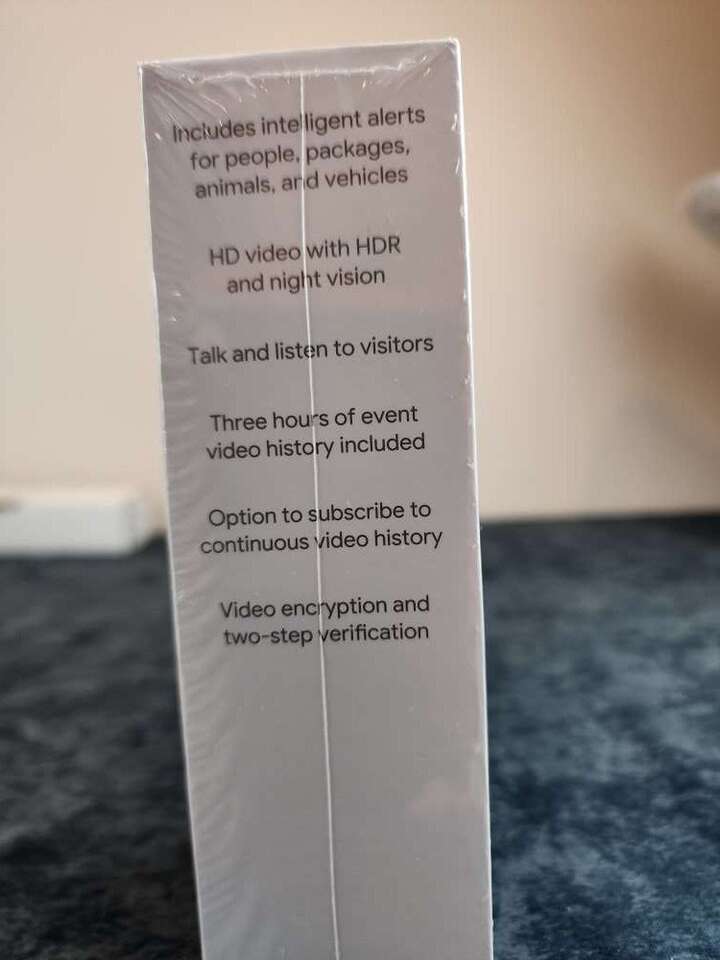 Includes intelligent alerts
for people, packages,
animals, and vehicles
HD video with HDR
and night vision
Talk and listen to visitors
Three hours of event
video history included
Option to subscribe to
continuous video history
Video encryption and
two-step verification